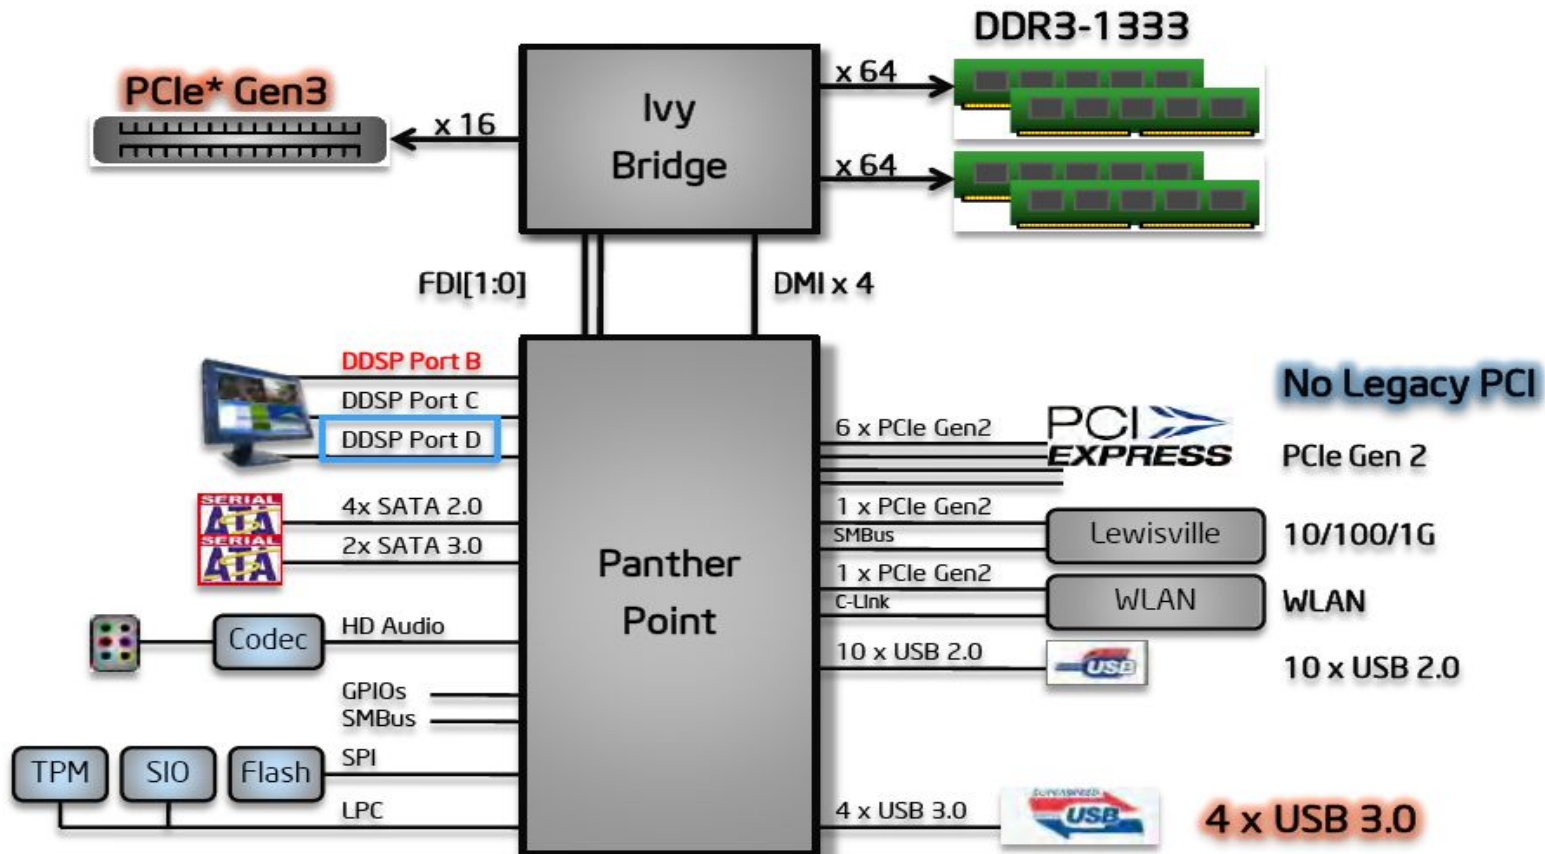 DDR3-1333
PCIe* Gen3
x 16
Ivy
Bridge
x 64
x 64
FDI[1:0]
DMI x 4
DDSP Port B
DDSP Port C
DDSP Port D
4x SATA 2.0
2x SATA 3.0
SERIAL
ATA
SERIAL
ATA
Codec
HD Audio
GPIOs
SMBus
TPM
SIO
Flash
SPI
LPC
Panther
Point
No Legacy PCI
6 x PCIe Gen2
PCI
EXPRESS
PCIe Gen 2
1 x PCIe Gen2
SMBus
Lewisville
10/100/1G
1 x PCIe Gen2
C-Link
WLAN
WLAN
10 x USB 2.0
USB
10 x USB 2.0
4 x USB 3.0
SUPERSPEED
USB
4 x USB 3.0